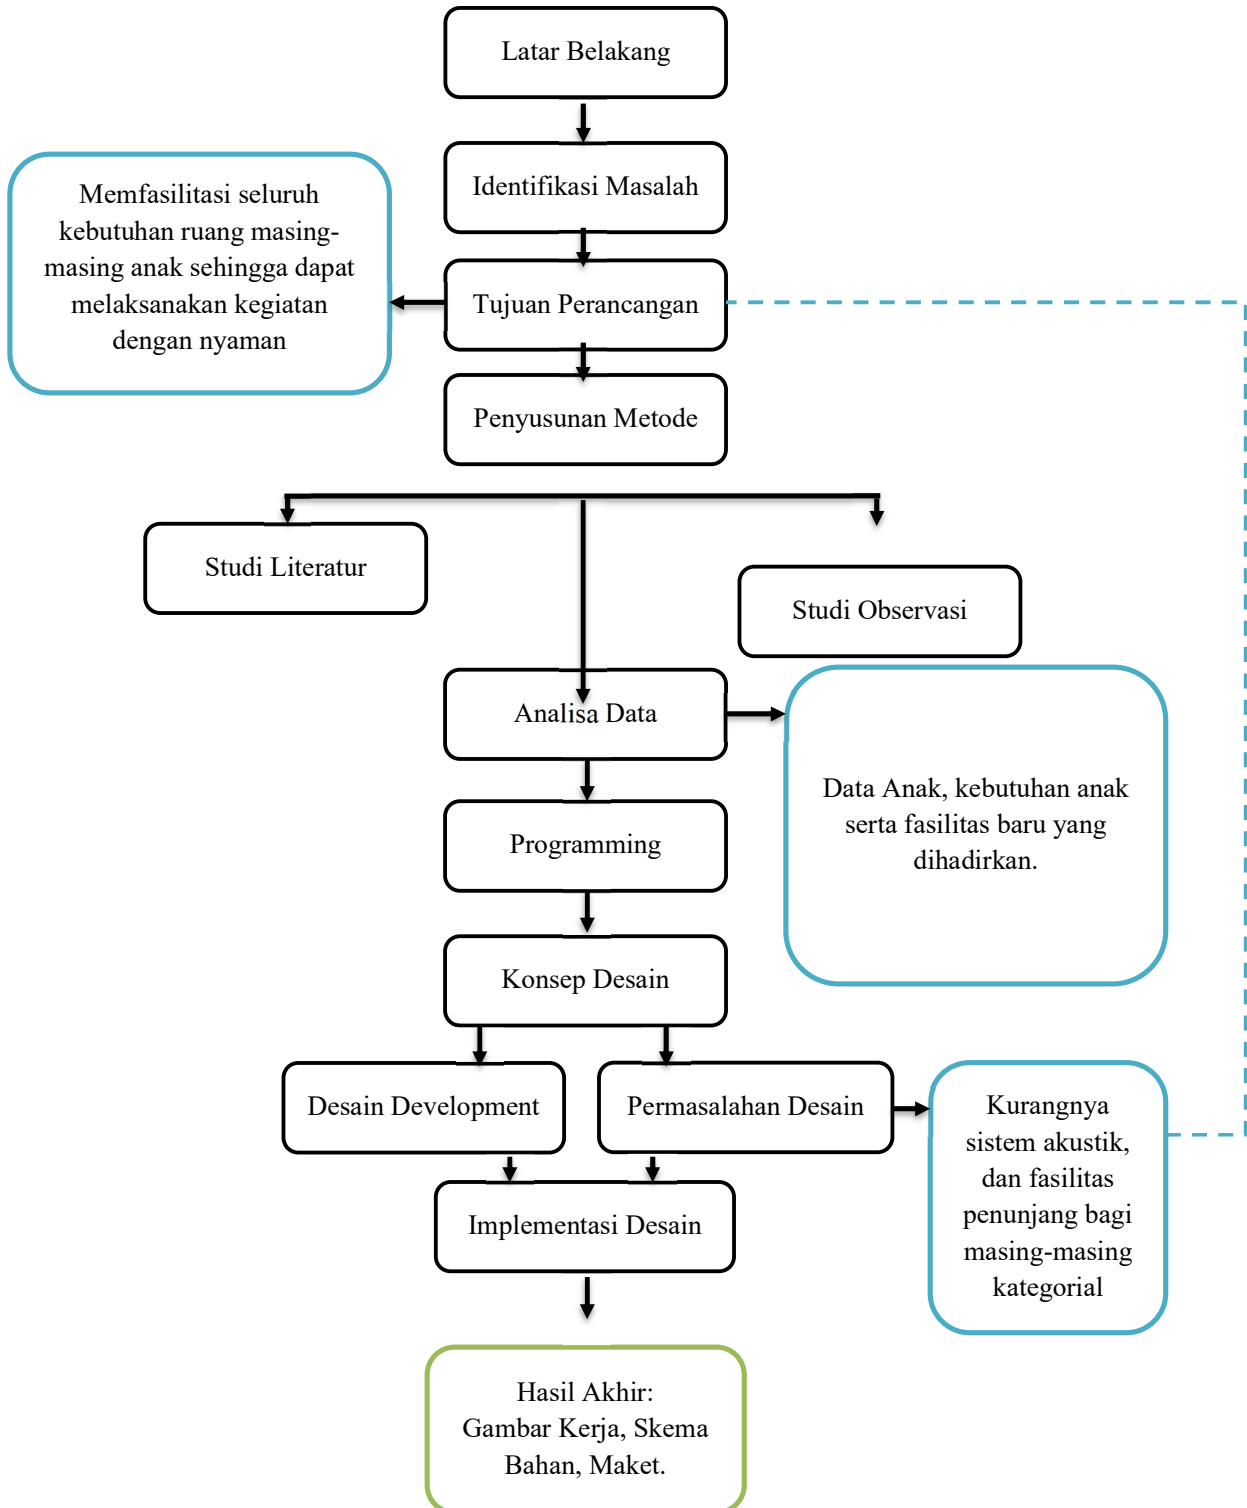 Latar Belakang
Identifikasi Masalah
Memfasilitasi seluruh
kebutuhan ruang masing-
masing anak sehingga dapat
melaksanakan kegiatan
dengan nyaman
Tujuan Perancangan
Penyusunan Metode
Studi Literatur
Studi Observasi
Analisa Data
Data Anak, kebutuhan anak
serta fasilitas baru yang
dihadirkan.
Programming
Konsep Desain
Desain Development
Permasalahan Desain
Kurangnya
sistem akustik,
dan fasilitas
penunjang bagi
masing-masing
kategorial
Implementasi Desain
Hasil Akhir:
Gambar Kerja, Skema
Bahan, Maket.